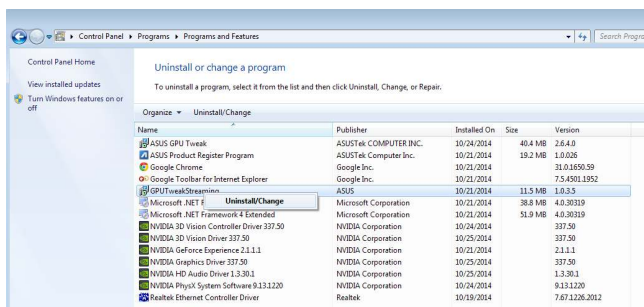 Control Panel ▸ Programs ▸ Programs and Features
Search Progra
Control Panel Home
View installed updates
Turn Windows features on or
off
Uninstall or change a program
To uninstall a program, select it from the list and then click Uninstall, Change, or Repair.
Organize Uninstall/Change
Name Publisher Installed On Size Version
ASUS GPU Tweak ASUSTek COMPUTER INC. 10/24/2014 40.4 MB 2.6.4.0
ASUS Product Register Program ASUSTek Computer Inc. 10/21/2014 19.2 MB 1.0.026
Google Chrome Google Inc. 10/21/2014 31.0.1650.59
Google Toolbar for Internet Explorer Google Inc. 10/21/2014 7.5.4501.1952
GPUTweakStreaming ASUS 10/21/2014 11.5 MB 1.0.3.5
Microsoft .NET F Microsoft Corporation 10/21/2014 38.8 MB 4.0.30319
Uninstall/Change
Microsoft .NET Framework 4 Extended Microsoft Corporation 10/21/2014 51.9 MB 4.0.30319
NVIDIA 3D Vision Controller Driver 337.50 NVIDIA Corporation 10/24/2014 337.50
NVIDIA 3D Vision Driver 337.50 NVIDIA Corporation 10/25/2014 337.50
NVIDIA GeForce Experience 2.1.1.1 NVIDIA Corporation 10/21/2014 2.1.1.1
NVIDIA Graphics Driver 337.50 NVIDIA Corporation 10/25/2014 337.50
NVIDIA HD Audio Driver 1.3.30.1 NVIDIA Corporation 10/25/2014 1.3.30.1
NVIDIA PhysX System Software 9.13.1220 NVIDIA Corporation 10/24/2014 9.13.1220
Realtek Ethernet Controller Driver Realtek 10/19/2014 7.67.1226.2012